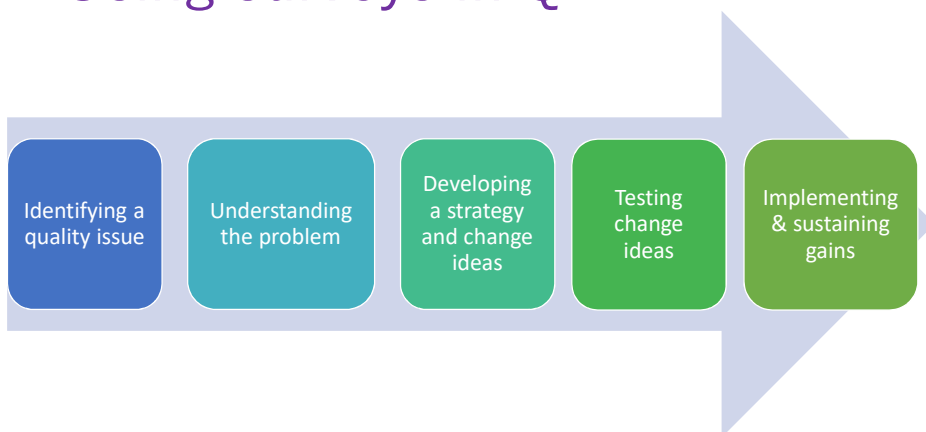 Identifying a
quality issue
Understanding
the problem
Developing
a strategy
and change
ideas
Testing
change
ideas
Implementing
& sustaining
gains